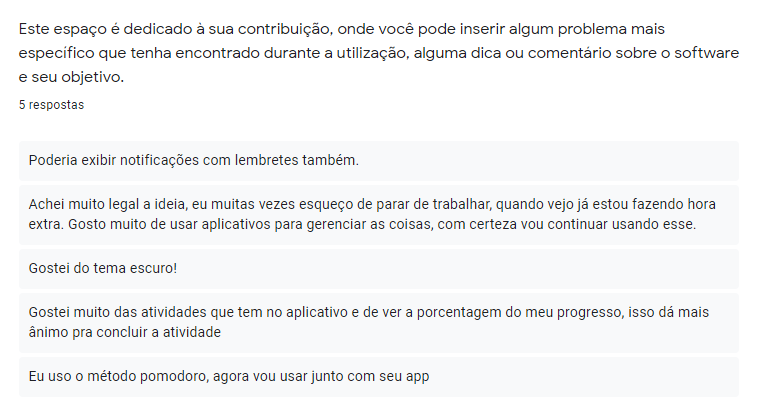 Este espaço é dedicado à sua contribuição, onde você pode inserir algum problema mais
específico que tenha encontrado durante a utilização, alguma dica ou comentário sobre o software
e seu objetivo.
5 respostas
Poderia exibir notificações com lembretes também.
Achei muito legal a ideia, eu muitas vezes esqueço de parar de trabalhar, quando vejo já estou fazendo hora
extra. Gosto muito de usar aplicativos para gerenciar as coisas, com certeza vou continuar usando esse.
Gostei do tema escuro!
Gostei muito das atividades que tem no aplicativo e de ver a porcentagem do meu progresso, isso dá mais
ânimo pra concluir a atividade
Eu uso o método pomodoro, agora vou usar junto com seu app